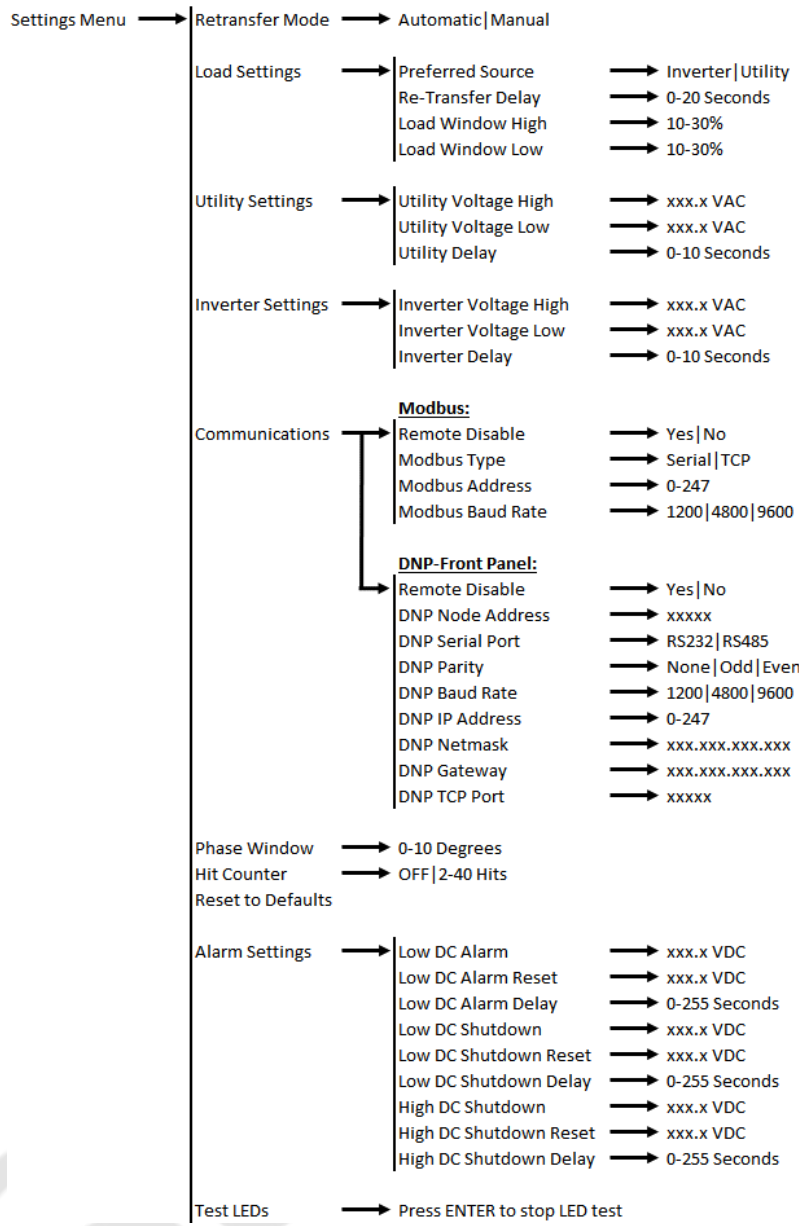 Settings Menu Retransfer Mode Automatic|Manual
Load Settings Preferred Source Inverter|Utility
Re-Transfer Delay 0-20 Seconds
Load Window High 10-30%
Load Window Low 10-30%
Utility Settings Utility Voltage High xxx.x VAC
Utility Voltage Low xxx.x VAC
Utility Delay 0-10 Seconds
Inverter Settings Inverter Voltage High xxx.x VAC
Inverter Voltage Low xxx.x VAC
Inverter Delay 0-10 Seconds
Modbus:
Communications Remote Disable Yes|No
Modbus Type Serial|TCP
Modbus Address 0-247
Modbus Baud Rate 1200|4800|9600
DNP-Front Panel:
Remote Disable Yes|No
DNP Node Address xxxxx
DNP Serial Port RS232|RS485
DNP Parity None|Odd|Even
DNP Baud Rate 1200|4800|9600
DNP IP Address 0-247
DNP Netmask xxx.xxx.xxx.xxx
DNP Gateway xxx.xxx.xxx.xxx
DNP TCP Port xxxxx
Phase Window 0-10 Degrees
Hit Counter OFF|2-40 Hits
Reset to Defaults
Alarm Settings Low DC Alarm xxx.x VDC
Low DC Alarm Reset xxx.x VDC
Low DC Alarm Delay 0-255 Seconds
Low DC Shutdown xxx.x VDC
Low DC Shutdown Reset xxx.x VDC
Low DC Shutdown Delay 0-255 Seconds
High DC Shutdown xxx.x VDC
High DC Shutdown Reset xxx.x VDC
High DC Shutdown Delay 0-255 Seconds
Test LEDs Press ENTER to stop LED test